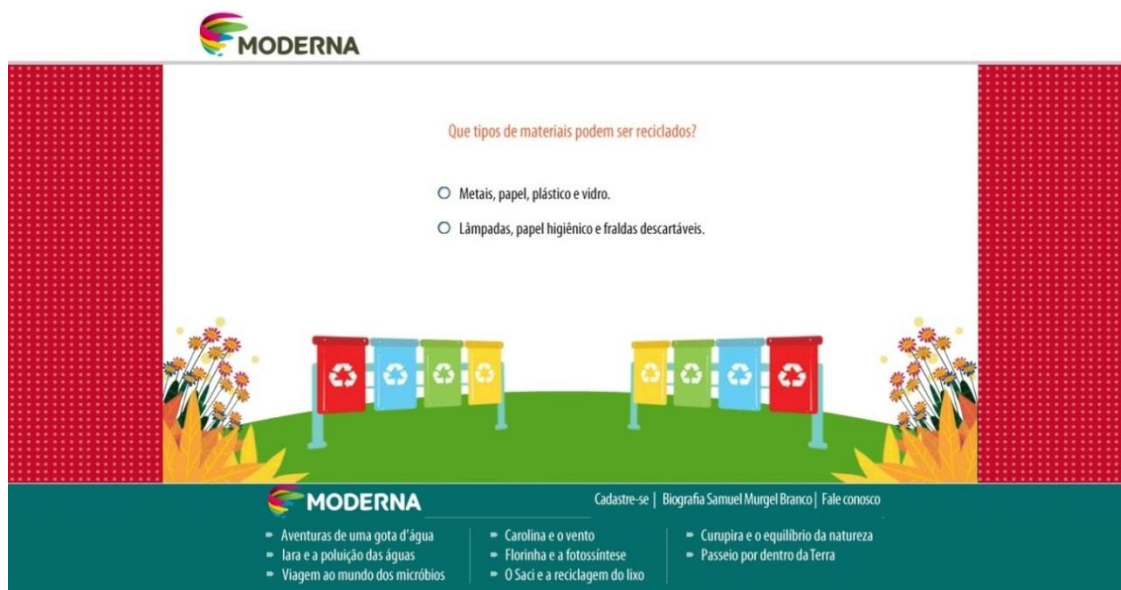 MODERNA
Que tipos de materiais podem ser reciclados?
Metais, papel, plástico e vidro.
Lâmpadas, papel higiênico e fraldas descartáveis.
MODERNA
Cadastre-se | Biografia Samuel Murgel Branco | Fale conosco
Aventuras de uma gota d'água
Iara e a poluição das águas
Viagem ao mundo dos micróbios
Carolina e o vento
Florinha e a fotossíntese
O Saci e a reciclagem do lixo
Curupira e o equilíbrio da natureza
Passeio por dentro da Terra